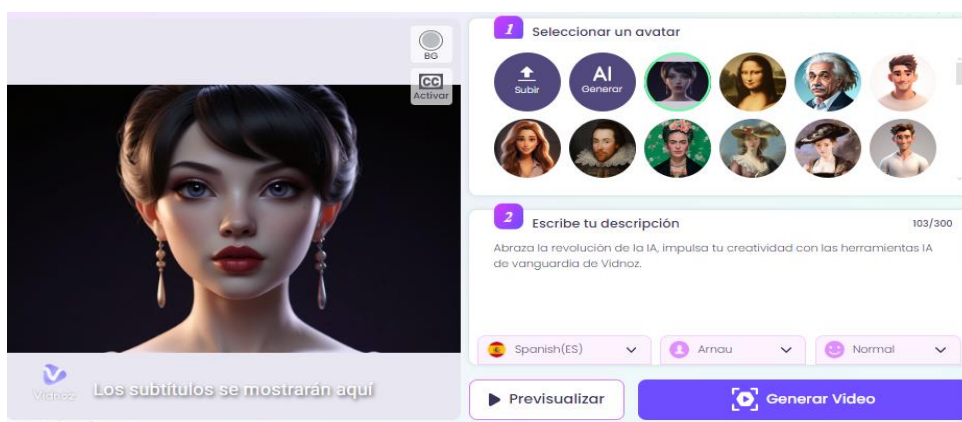 BG
CC
Activar
Vidnoz
Los subtítulos se mostrarán aquí
1 Seleccionar un avatar
Subir
AI
Generar
2 Escribe tu descripción 103/300
Abraza la revolución de la IA, impulsa tu creatividad con las herramientas IA
de vanguardia de Vidnoz.
Spanish(ES) Arnau Normal
Previsualizar Generar Video